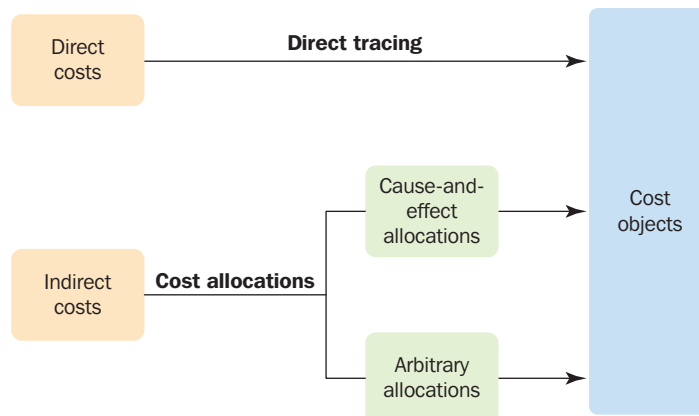 Direct
costs
Direct tracing
Cause-and-
effect
allocations
Cost
objects
Indirect
costs
Cost allocations
Arbitrary
allocations